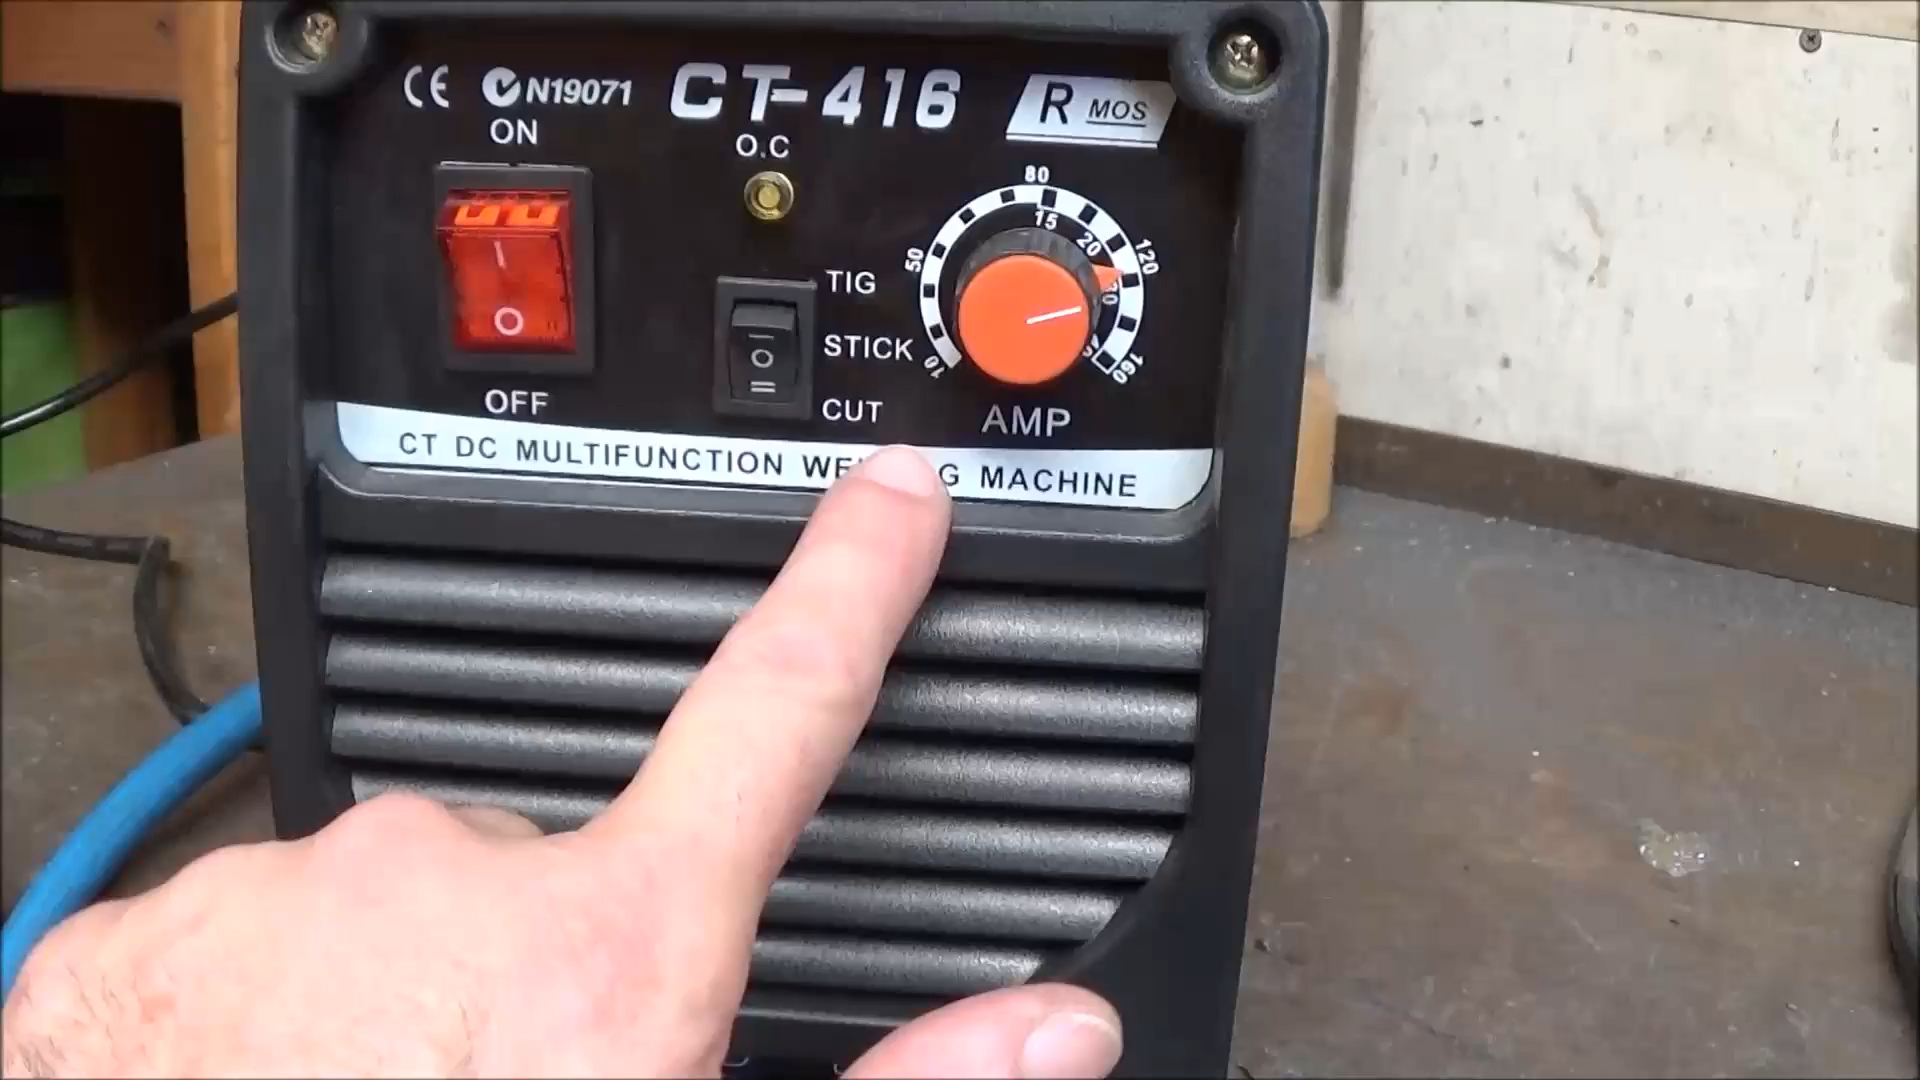 CE N19071 CT-416 R MOS
ON
O.C
80
15
20
120
50
TIG
STICK
10
160
CUT
OFF
AMP
CT DC MULTIFUNCTION MACHINE